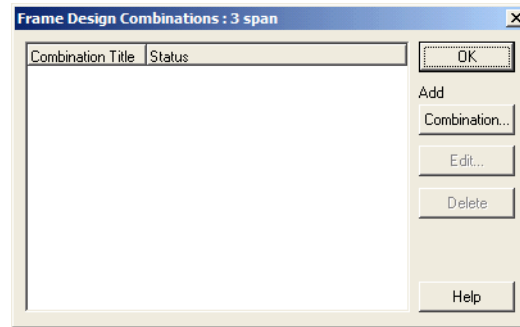 Frame Design Combinations : 3 span
Combination Title Status
OK
Add
Combination...
Edit...
Delete
Help